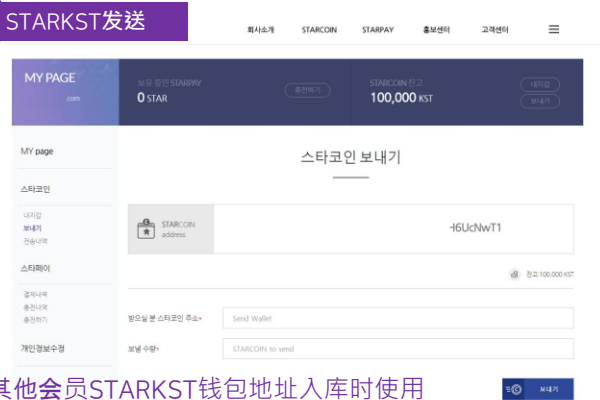 STARKST发送
회사소개 STARCOIN STARPAY 홍보센터 고객센터
MY PAGE
.com
보유 중인 STARPAY
0 STAR
충전하기
STARCOIN 잔고
100,000 KST
내지갑
보내기
MY page
스타코인
내지갑
보내기
전송내역
스타페이
결제내역
충전내역
충전하기
개인정보수정
스타코인 보내기
STARCOIN
address
H6UcNwT1
잔고:100,000 KST
받으실 분 스타코인 주소*
Send Wallet
보낼 수량*
STARCOIN to send
보내기
其他会员STARKST钱包地址入库时使用